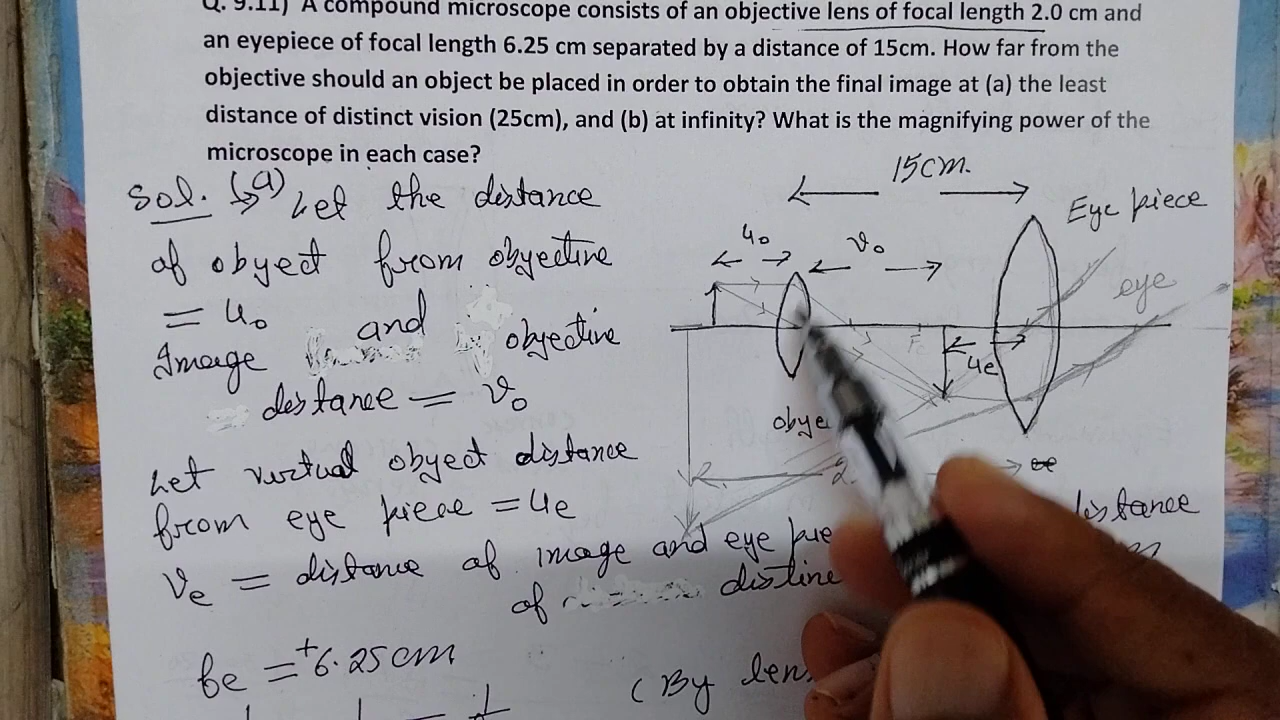 Q. 9.11) A compound microscope consists of an objective lens of focal length 2.0 cm and
an eyepiece of focal length 6.25 cm separated by a distance of 15cm. How far from the
objective should an object be placed in order to obtain the final image at (a) the least
distance of distinct vision (25cm), and (b) at infinity? What is the magnifying power of the
microscope in each case?
Sol. (a) Let the distance
of object from objective
= u₀
and
Image
objective
distance = v₀
Let virtual object distance
from eye piece = ue
ve = distance of image and eye pie
of distinc
fe = +6.25cm
(By len
15cm.
Eye piece
u₀
v₀
eye
ue
obje
2
∞
distance